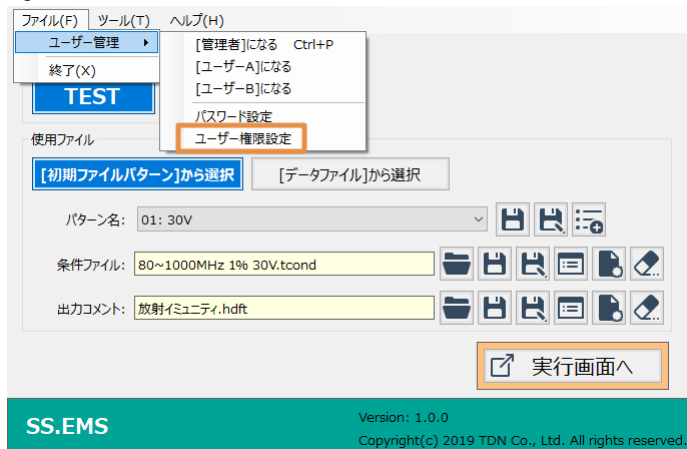 ファイル(F) ツール(T) ヘルプ(H)
ユーザー管理
終了(X)
[管理者]になる Ctrl+P
[ユーザーA]になる
[ユーザーB]になる
パスワード設定
ユーザー権限設定
TEST
使用ファイル
[初期ファイルパターン]から選択 [データファイル]から選択
パターン名: 01: 30V
条件ファイル: 80~1000MHz 1% 30V.tcond
出力コメント: 放射イミュニティ.hdft
実行画面へ
SS.EMS
Version: 1.0.0
Copyright(c) 2019 TDN Co., Ltd. All rights reserved.